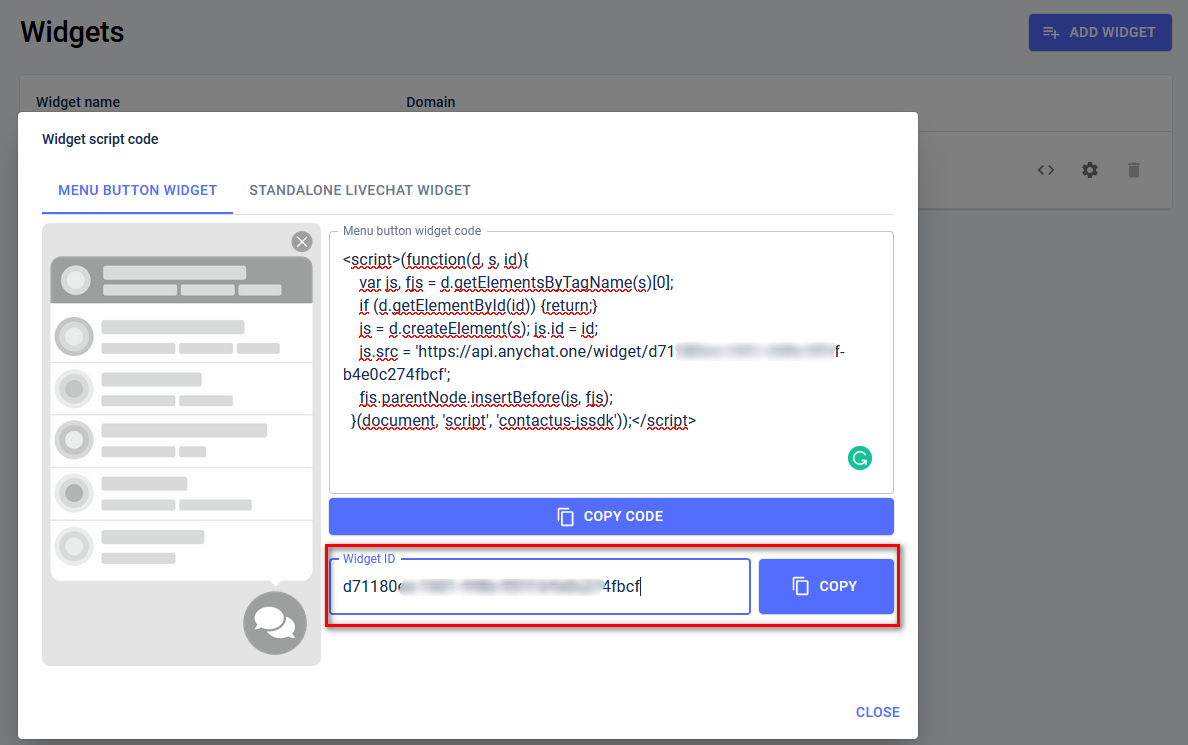 Widgets
ADD WIDGET
Widget name Domain
Widget script code
MENU BUTTON WIDGET STANDALONE LIVECHAT WIDGET
Menu button widget code
<script>(function(d, s, id){
var js, fjs = d.getElementsByTagName(s)[0];
if (d.getElementById(id)) {return;}
js = d.createElement(s); js.id = id;
js.src = 'https://api.anychat.one/widget/d71 f-
b4e0c274fbcf';
fjs.parentNode.insertBefore(js, fjs);
}(document, 'script', 'contactus-jssdk'));</script>
COPY CODE
Widget ID
d71180 4fbcf
COPY
CLOSE